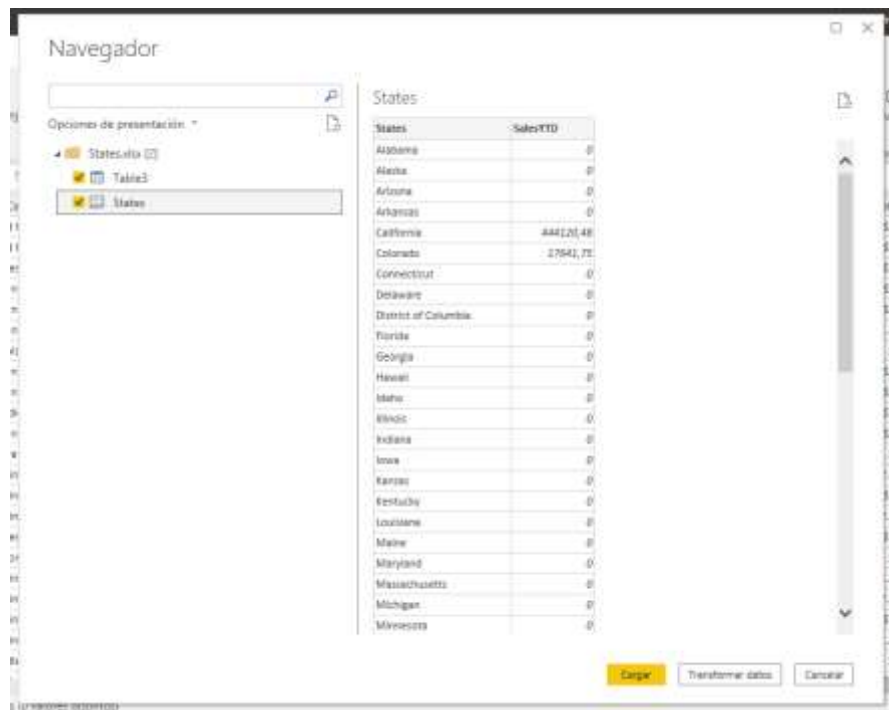 Navegador
Opciones de presentación
States.xlsx [2]
Table3
States
States
States SalesYTD
Alabama 0
Alaska 0
Arizona 0
Arkansas 0
California 444120,48
Colorado 27642,75
Connecticut 0
Delaware 0
District of Columbia 0
Florida 0
Georgia 0
Hawaii 0
Idaho 0
Illinois 0
Indiana 0
Iowa 0
Kansas 0
Kentucky 0
Louisiana 0
Maine 0
Maryland 0
Massachusetts 0
Michigan 0
Minnesota 0
Cargar Transformar datos Cancelar